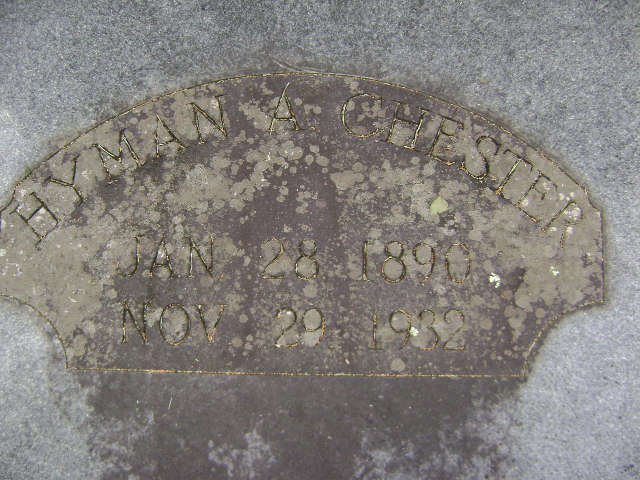 HYMAN A CHESTER
JAN 28 1890
NOV 29 1932